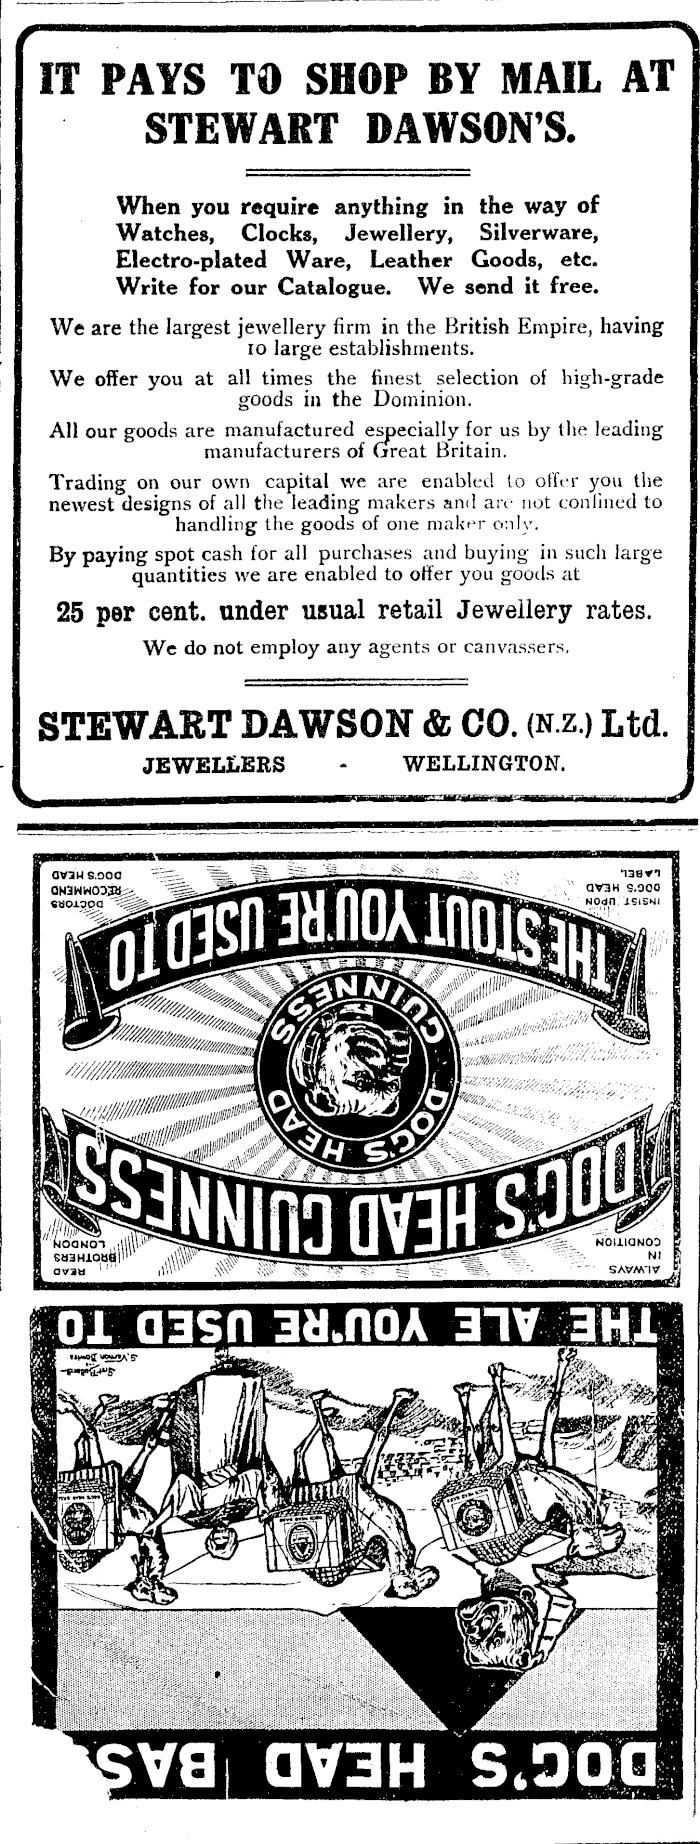 IT PAYS TO SHOP BY MAIL AT
STEWART DAWSON'S.
When you require anything in the way of
Watches, Clocks, Jewellery, Silverware,
Electro-plated Ware, Leather Goods, etc.
Write for our Catalogue. We send it free.
We are the largest jewellery firm in the British Empire, having
10 large establishments.
We offer you at all times the finest selection of high-grade
goods in the Dominion.
All our goods are manufactured especially for us by the leading
manufacturers of Great Britain.
Trading on our own capital we are enabled to offer you the
newest designs of all the leading makers and are not confined to
handling the goods of one maker only.
By paying spot cash for all purchases and buying in such large
quantities we are enabled to offer you goods at
25 per cent. under usual retail Jewellery rates.
We do not employ any agents or canvassers.
STEWART DAWSON & CO. (N.Z.) Ltd.
JEWELLERS - WELLINGTON.
DOG'S HEAD BASS
THE ALE YOU'RE USED TO
ALWAYS
IN
CONDITION
READ
BROTHERS
LONDON
DOG'S HEAD GUINNESS
DOG'S HEAD
GUINNESS
THE STOUT YOU'RE USED TO
INSIST UPON
DOG'S HEAD
LABEL
DOCTORS
RECOMMEND
DOG'S HEAD